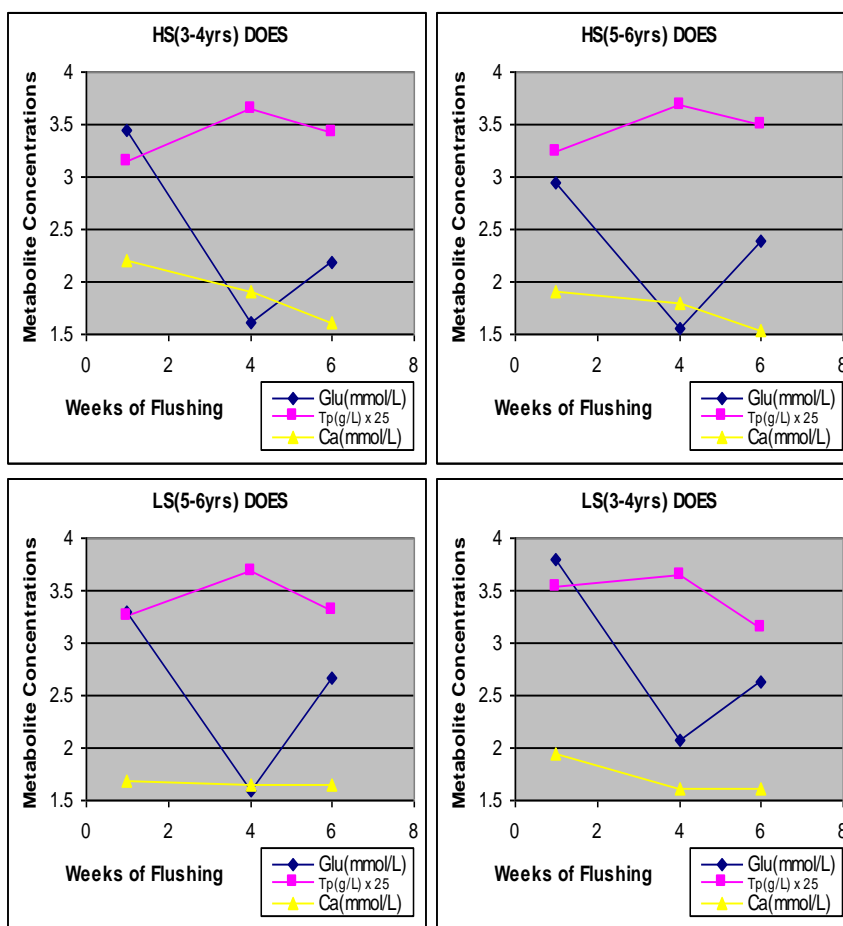 HS(3-4yrs) DOES
4
3.5
3
2.5
2
1.5
Metabolite Concentrations
0 2 4 6 8
Weeks of Flushing
Glu(mmol/L)
Tp(g/L) x 25
Ca(mmol/L)
HS(5-6yrs) DOES
4
3.5
3
2.5
2
1.5
Metabolite Concentrations
0 2 4 6 8
Weeks of Flushing
Glu(mmol/L)
Tp(g/L) x 25
Ca(mmol/L)
LS(5-6yrs) DOES
4
3.5
3
2.5
2
1.5
Metabolite Concentrations
0 2 4 6 8
Weeks of Flushing
Glu(mmol/L)
Tp(g/L) x 25
Ca(mmol/L)
LS(3-4yrs) DOES
4
3.5
3
2.5
2
1.5
Metabolite Concentrations
0 2 4 6 8
Weeks of Flushing
Glu(mmol/L)
Tp(g/L) x 25
Ca(mmol/L)